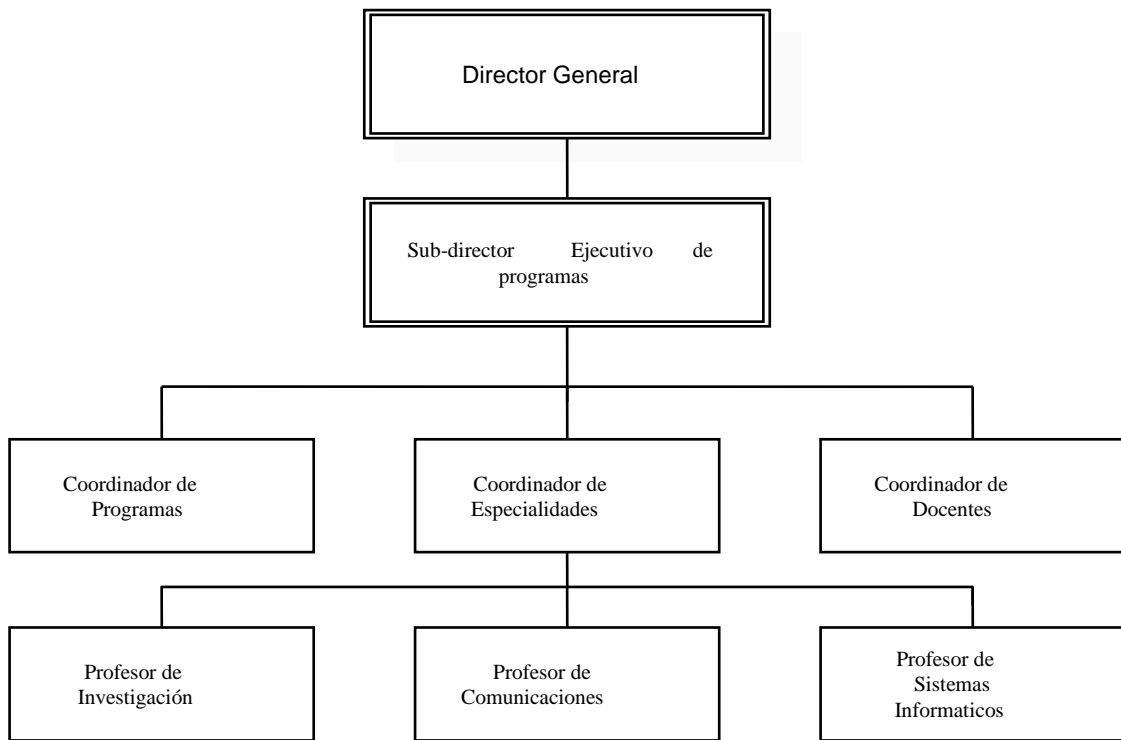 Director General
Sub-director Ejecutivo de
programas
Coordinador de
Programas
Coordinador de
Especialidades
Coordinador de
Docentes
Profesor de
Investigación
Profesor de
Comunicaciones
Profesor de
Sistemas
Informaticos